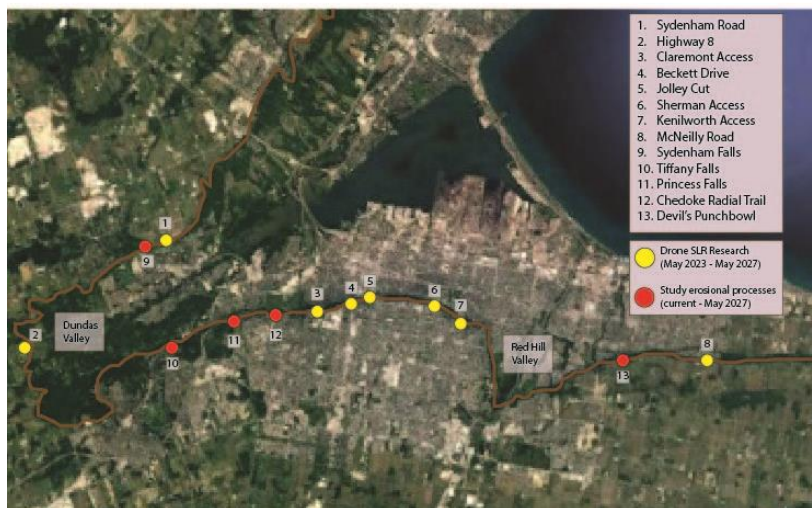 1. Sydenham Road
2. Highway 8
3. Claremont Access
4. Beckett Drive
5. Jolley Cut
6. Sherman Access
7. Kenilworth Access
8. McNeilly Road
9. Sydenham Falls
10. Tiffany Falls
11. Princess Falls
12. Chedoke Radial Trail
13. Devil's Punchbowl
Drone SLR Research
(May 2023 - May 2027)
Study erosional processes
(current - May 2027)
1
9
2
Dundas
Valley
10
11
12
3
4
5
6
7
Red Hill
Valley
13
8